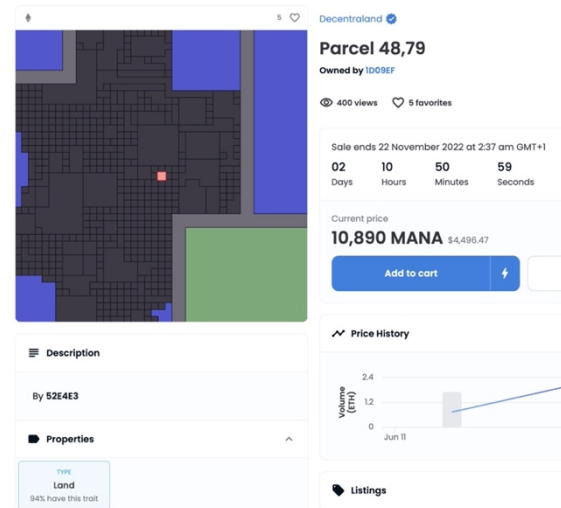 5
Decentraland
Parcel 48,79
Owned by 1D09EF
400 views 5 favorites
Sale ends 22 November 2022 at 2:37 am GMT+1
02 10 50 59
Days Hours Minutes Seconds
Current price
10,890 MANA $4,496.47
Add to cart
Price History
Volume (ETH)
2.4
1.2
0
Jun 11
Listings
Description
By 52E4E3
Properties
TYPE
Land
94% have this trait